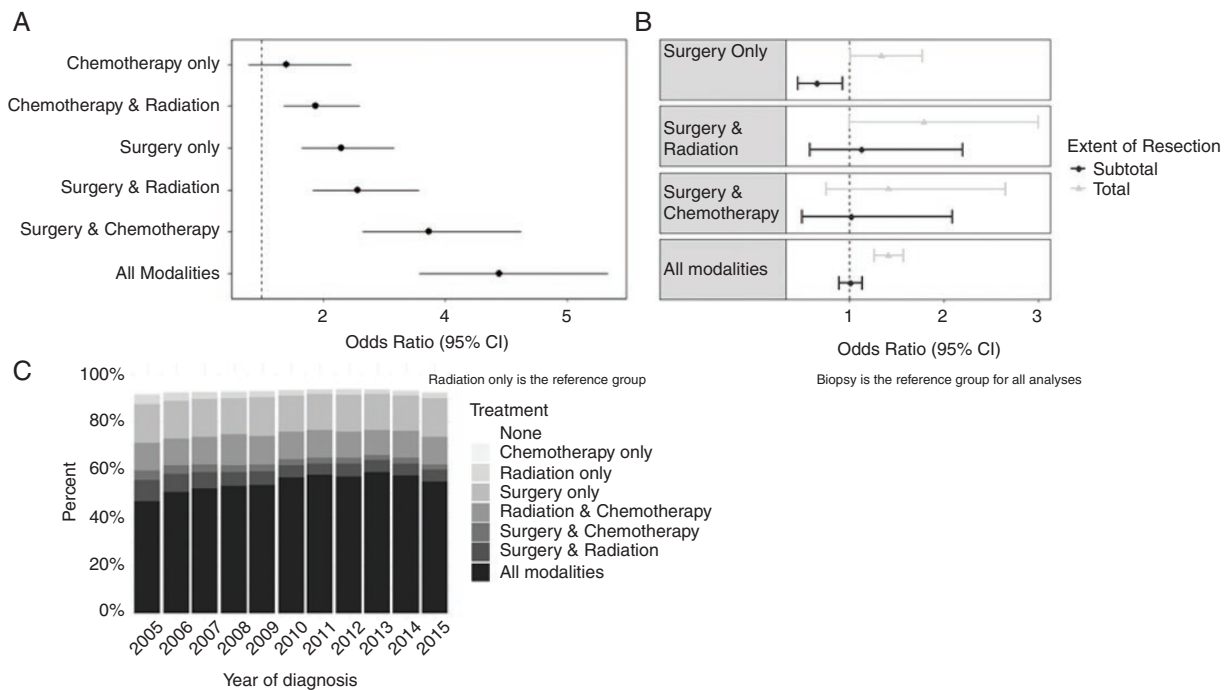 A
Chemotherapy only
Chemotherapy & Radiation
Surgery only
Surgery & Radiation
Surgery & Chemotherapy
All Modalities
2
4
5
Odds Ratio (95% CI)
Radiation only is the reference group
B
Surgery Only
Surgery &
Radiation
Surgery &
Chemotherapy
All modalities
1
2
3
Odds Ratio (95% CI)
Biopsy is the reference group for all analyses
Extent of Resection
Subtotal
Total
C
Percent
100%
80%
60%
40%
20%
0%
2005
2006
2007
2008
2009
2010
2011
2012
2013
2014
2015
Year of diagnosis
Treatment
None
Chemotherapy only
Radiation only
Surgery only
Radiation & Chemotherapy
Surgery & Chemotherapy
Surgery & Radiation
All modalities